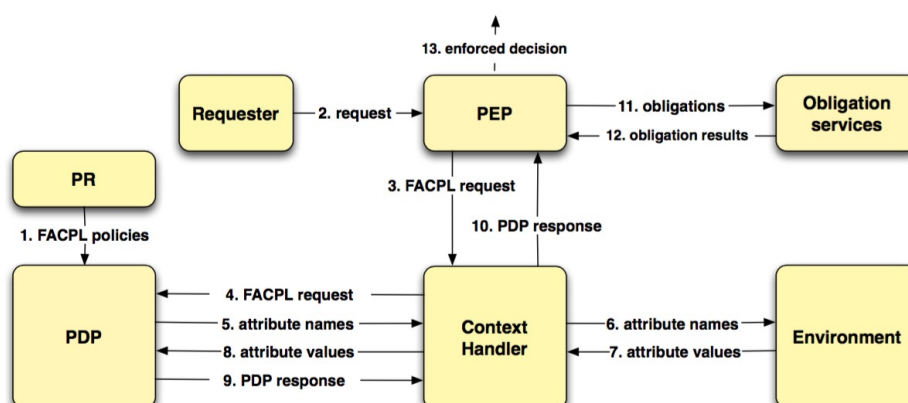 13. enforced decision
Requester
2. request
PEP
11. obligations
12. obligation results
Obligation
services
PR
3. FACPL request
1. FACPL policies
10. PDP response
PDP
4. FACPL request
5. attribute names
8. attribute values
9. PDP response
Context
Handler
6. attribute names
7. attribute values
Environment